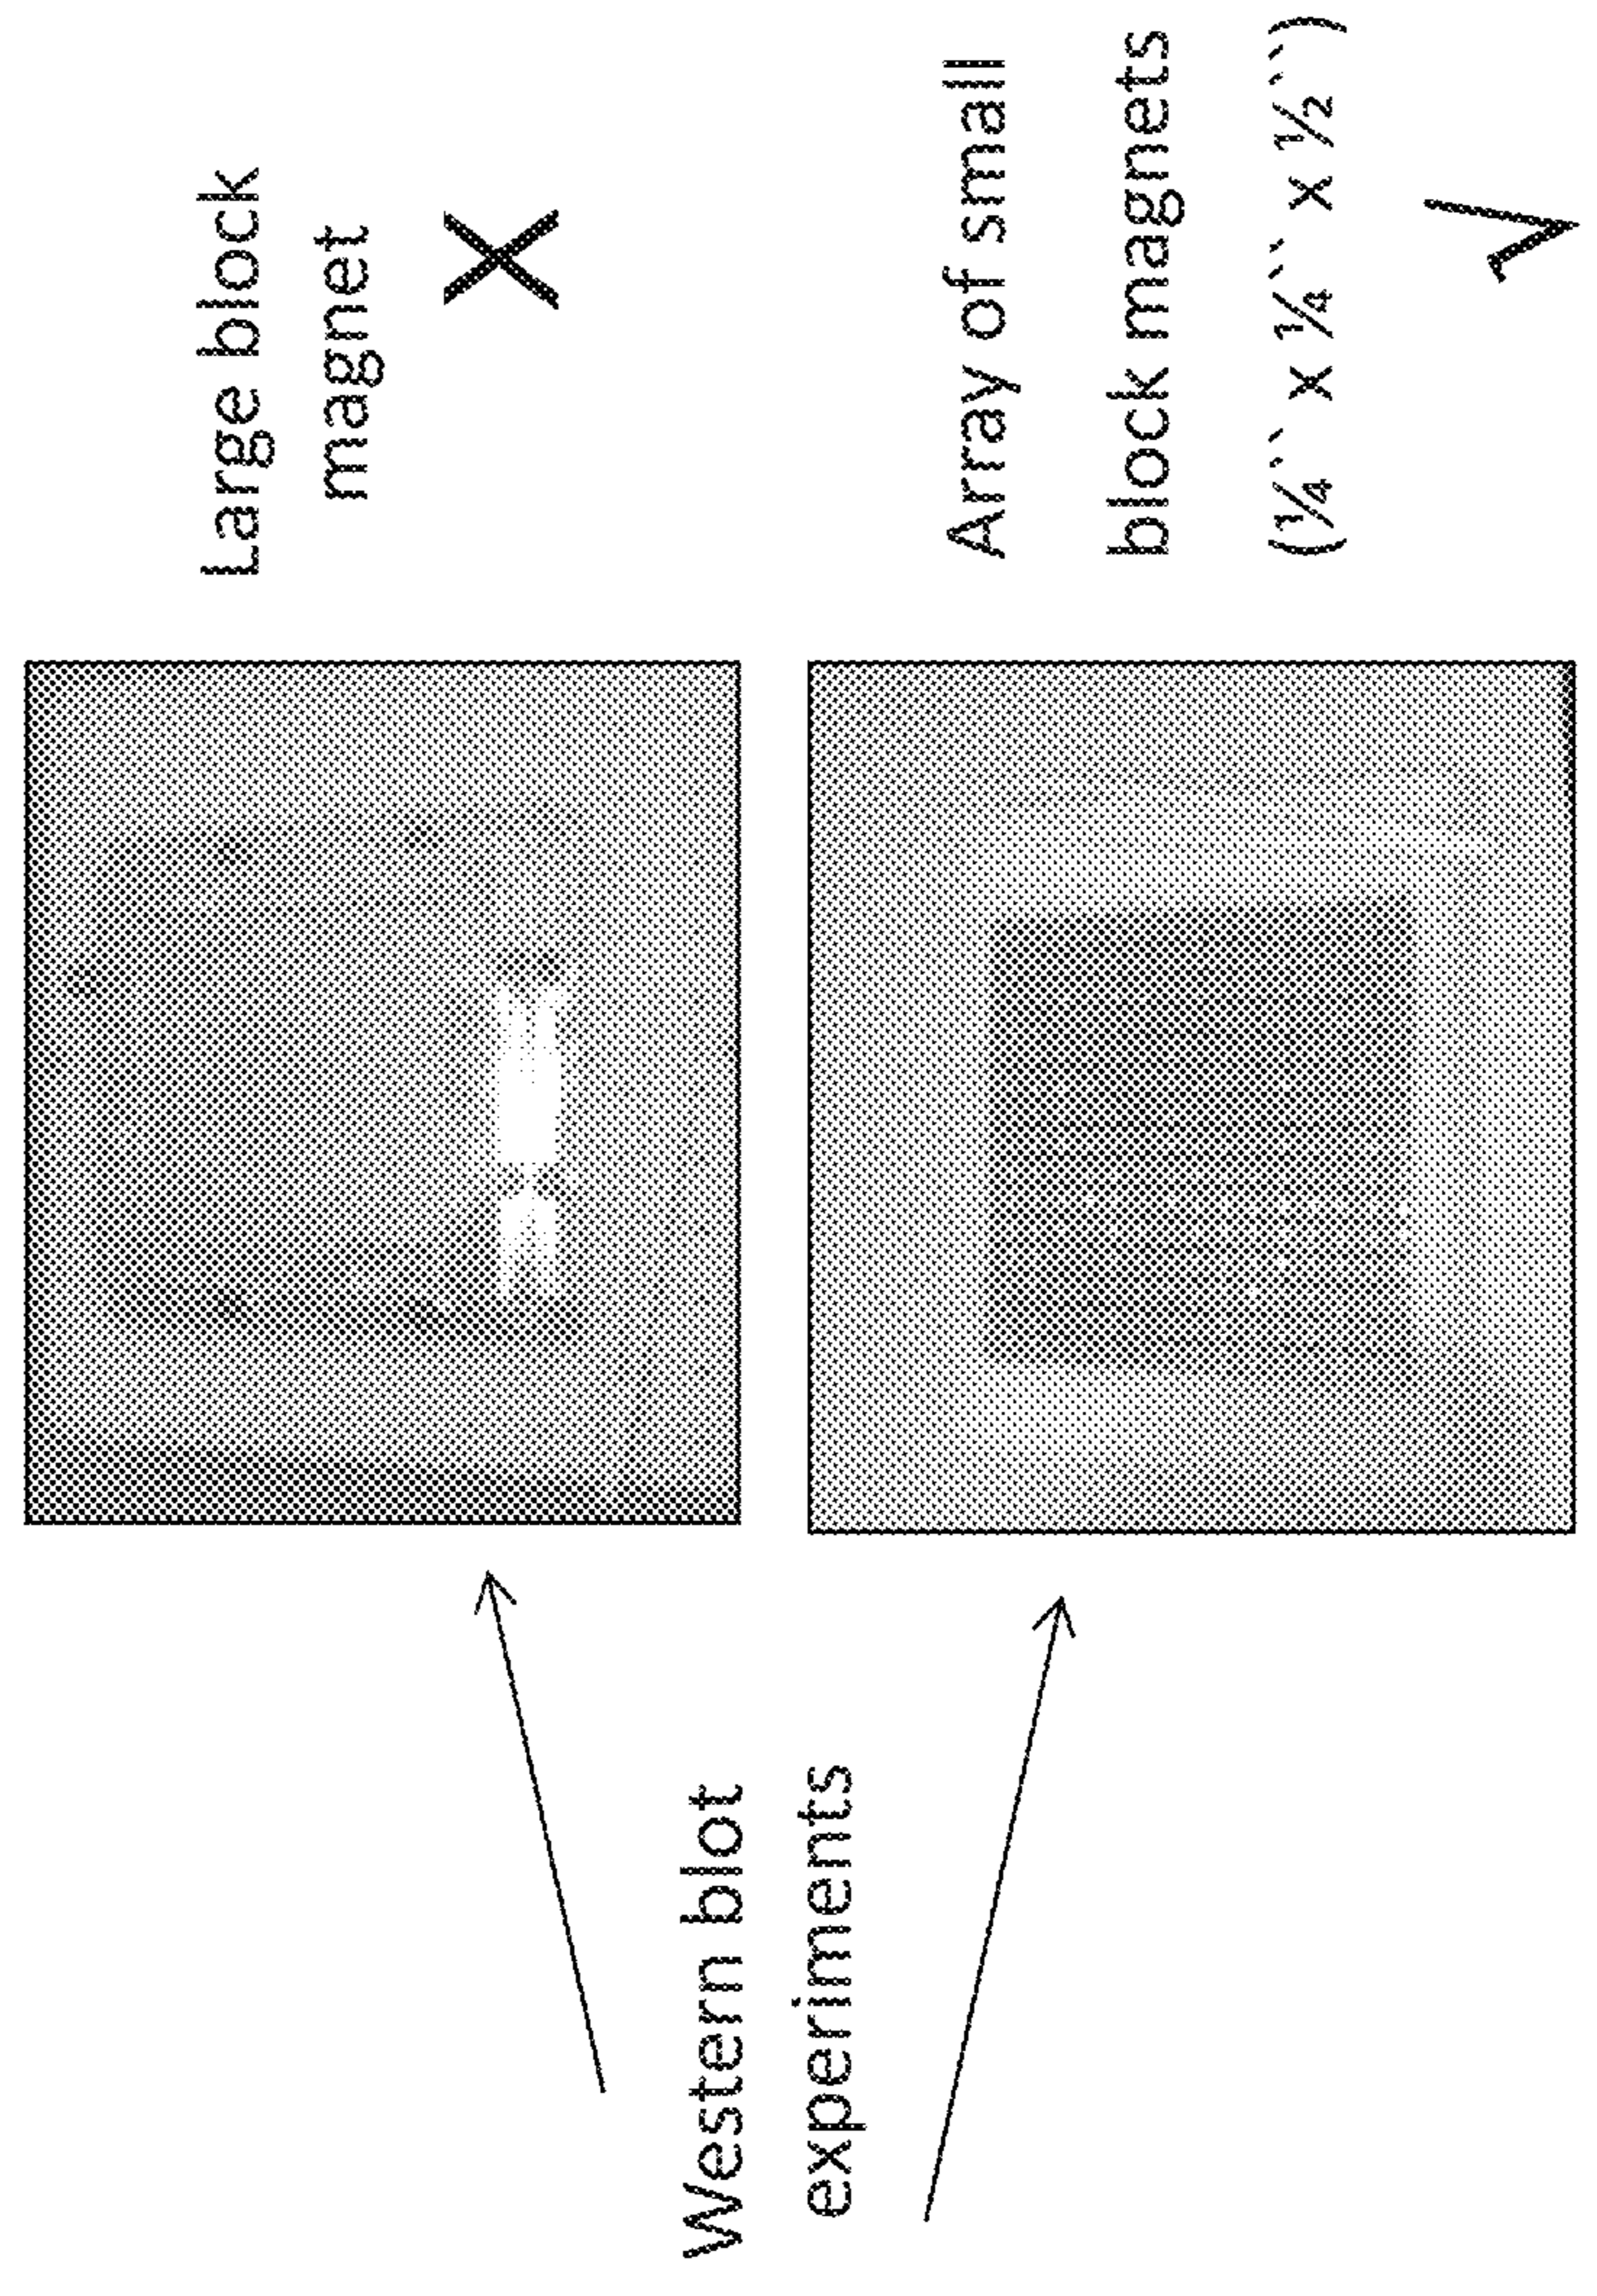 Western blot
experiments
Large block
magnet
X
Array of small
block magnets
(¼`` x ¼`` x ½``)
√